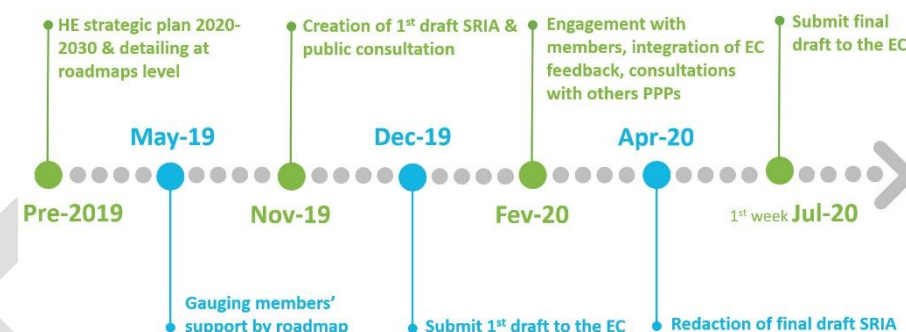 HE strategic plan 2020-
2030 & detailing at
roadmaps level
Creation of 1st draft SRIA &
public consultation
Engagement with
members, integration of EC
feedback, consultations
with others PPPs
Submit final
draft to the EC
May-19
Dec-19
Apr-20
Pre-2019
Nov-19
Fev-20
1st week Jul-20
Gauging members'
support by roadmap
Submit 1st draft to the EC
Redaction of final draft SRIA